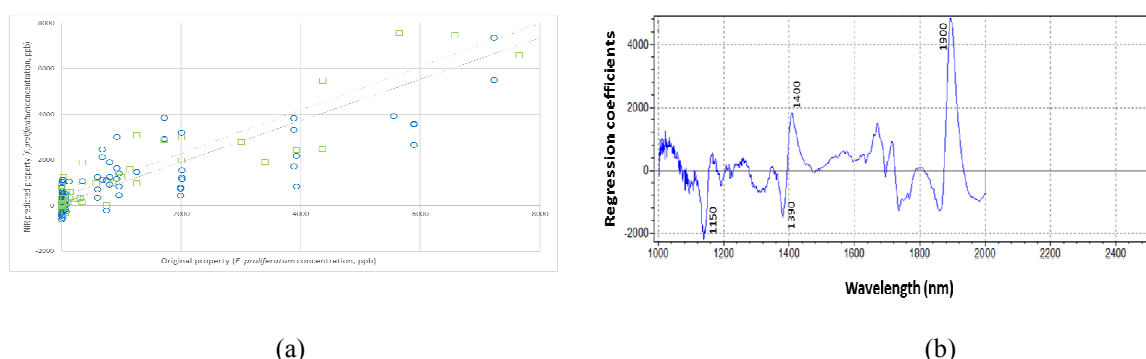 8000
6000
4000
2000
0
-2000
2000
4000
6000
8000
NIR predicted property (F. proliferatum concentration, ppb)
Original property (F. proliferatum concentration, ppb)
(a)
Regression coefficients
4000
2000
0
-2000
1150
1390
1400
1900
1000 1200 1400 1600 1800 2000 2200 2400
Wavelength (nm)
(b)